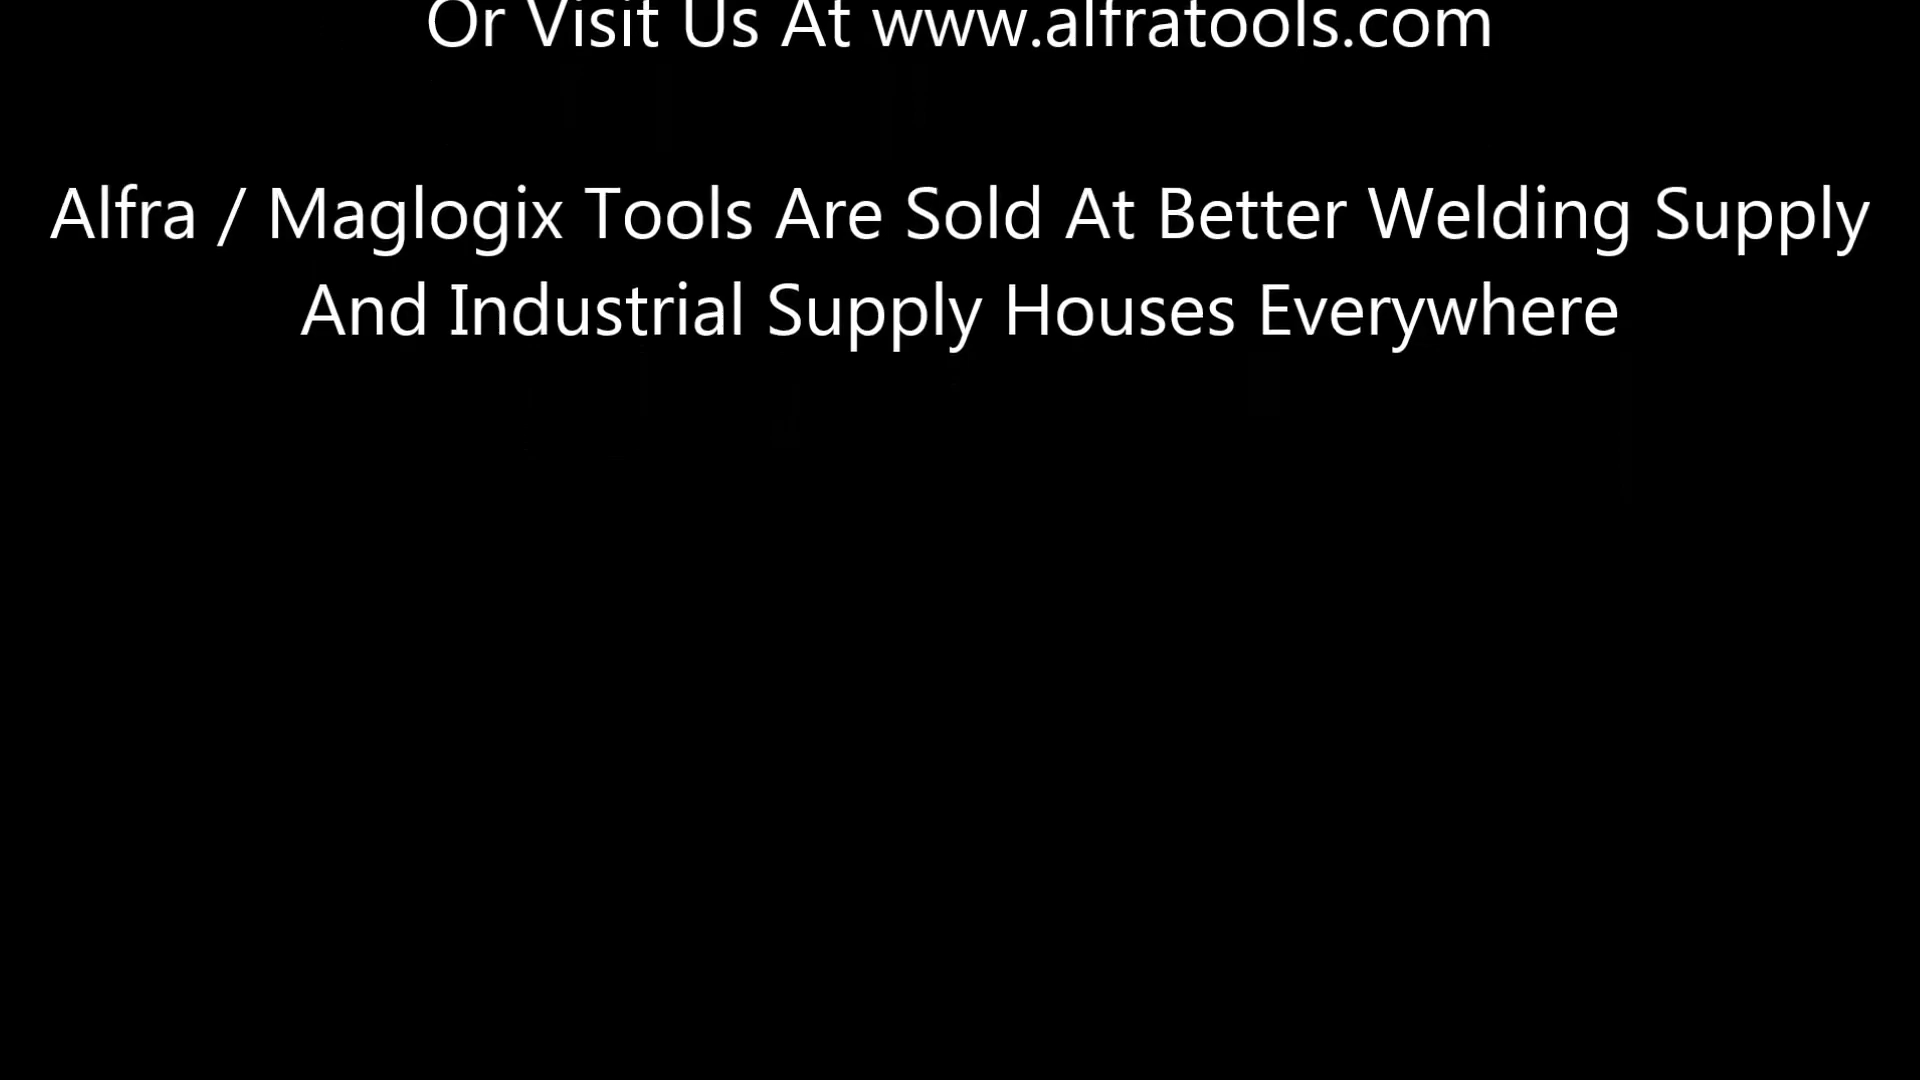 Or Visit Us At www.alfratools.com
Alfra / Maglogix Tools Are Sold At Better Welding Supply
And Industrial Supply Houses Everywhere